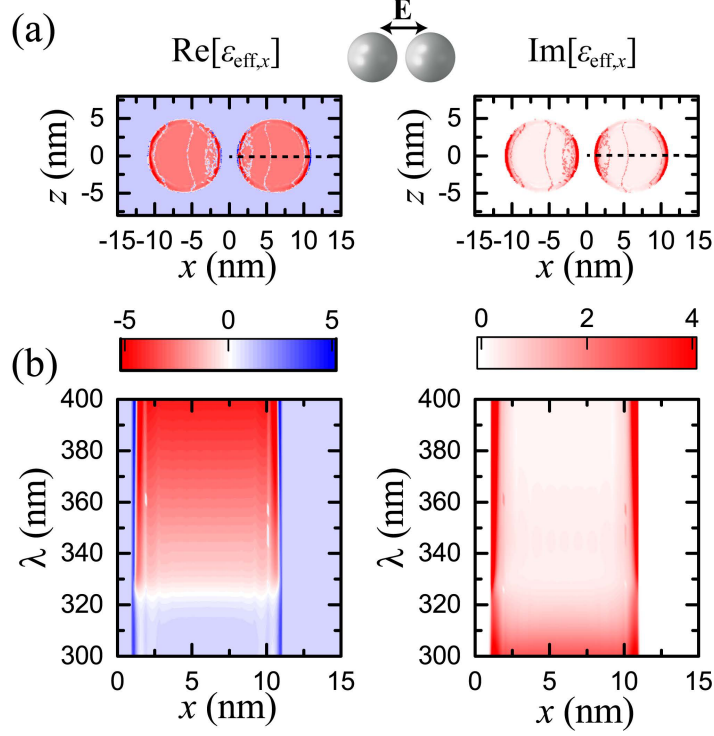 (a)
Re[εeff,x]
E
Im[εeff,x]
z (nm)
5
0
-5
-15 -10 -5 0 5 10 15
x (nm)
z (nm)
5
0
-5
-15 -10 -5 0 5 10 15
x (nm)
-5 0 5
0 2 4
(b)
λ (nm)
400
380
360
340
320
300
0 5 10 15
x (nm)
λ (nm)
400
380
360
340
320
300
0 5 10 15
x (nm)